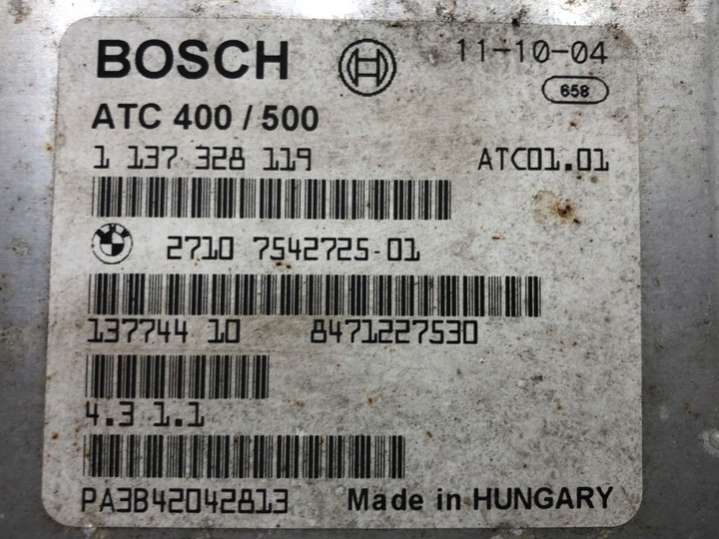 BOSCH 11-10-04
658
ATC 400 / 500
1 137 328 119 ATC01.01
2710 7542725-01
137744 10 8471227530
4.3 1.1
PA3B42042813 Made in HUNGARY